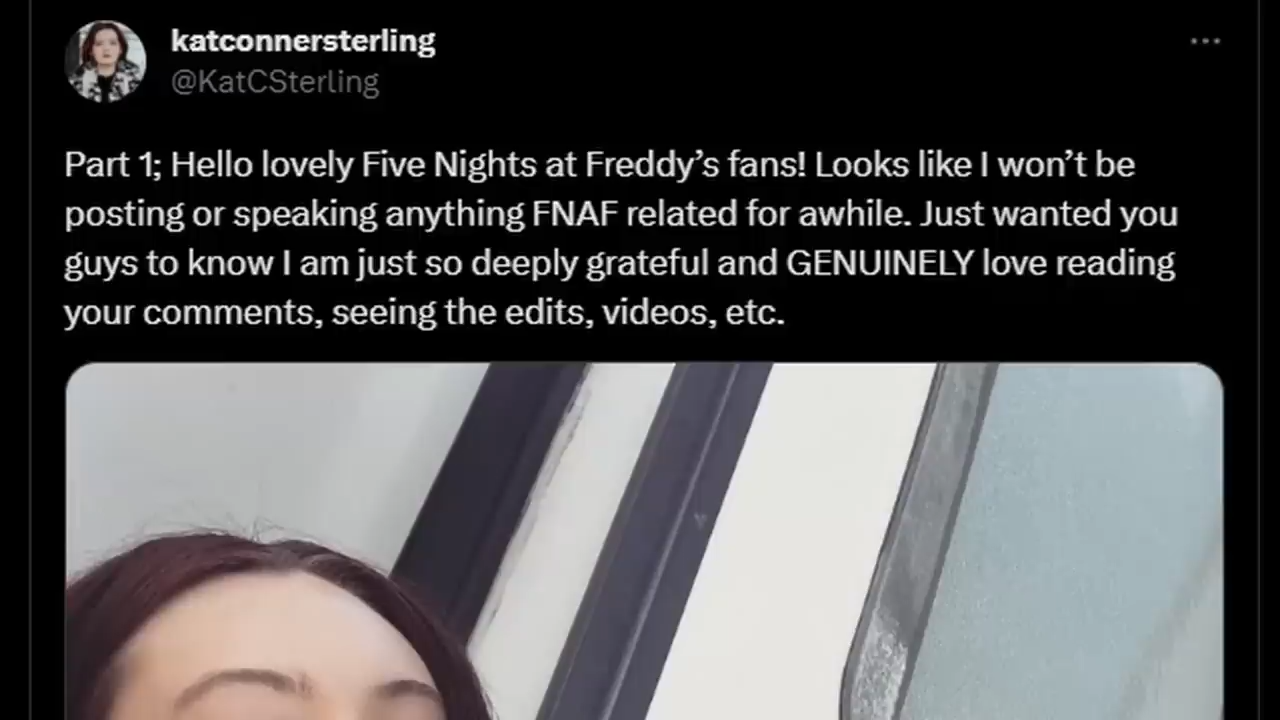 katconnersterling
@KatCSterling
Part 1; Hello lovely Five Nights at Freddy’s fans! Looks like I won’t be
posting or speaking anything FNAF related for awhile. Just wanted you
guys to know I am just so deeply grateful and GENUINELY love reading
your comments, seeing the edits, videos, etc.